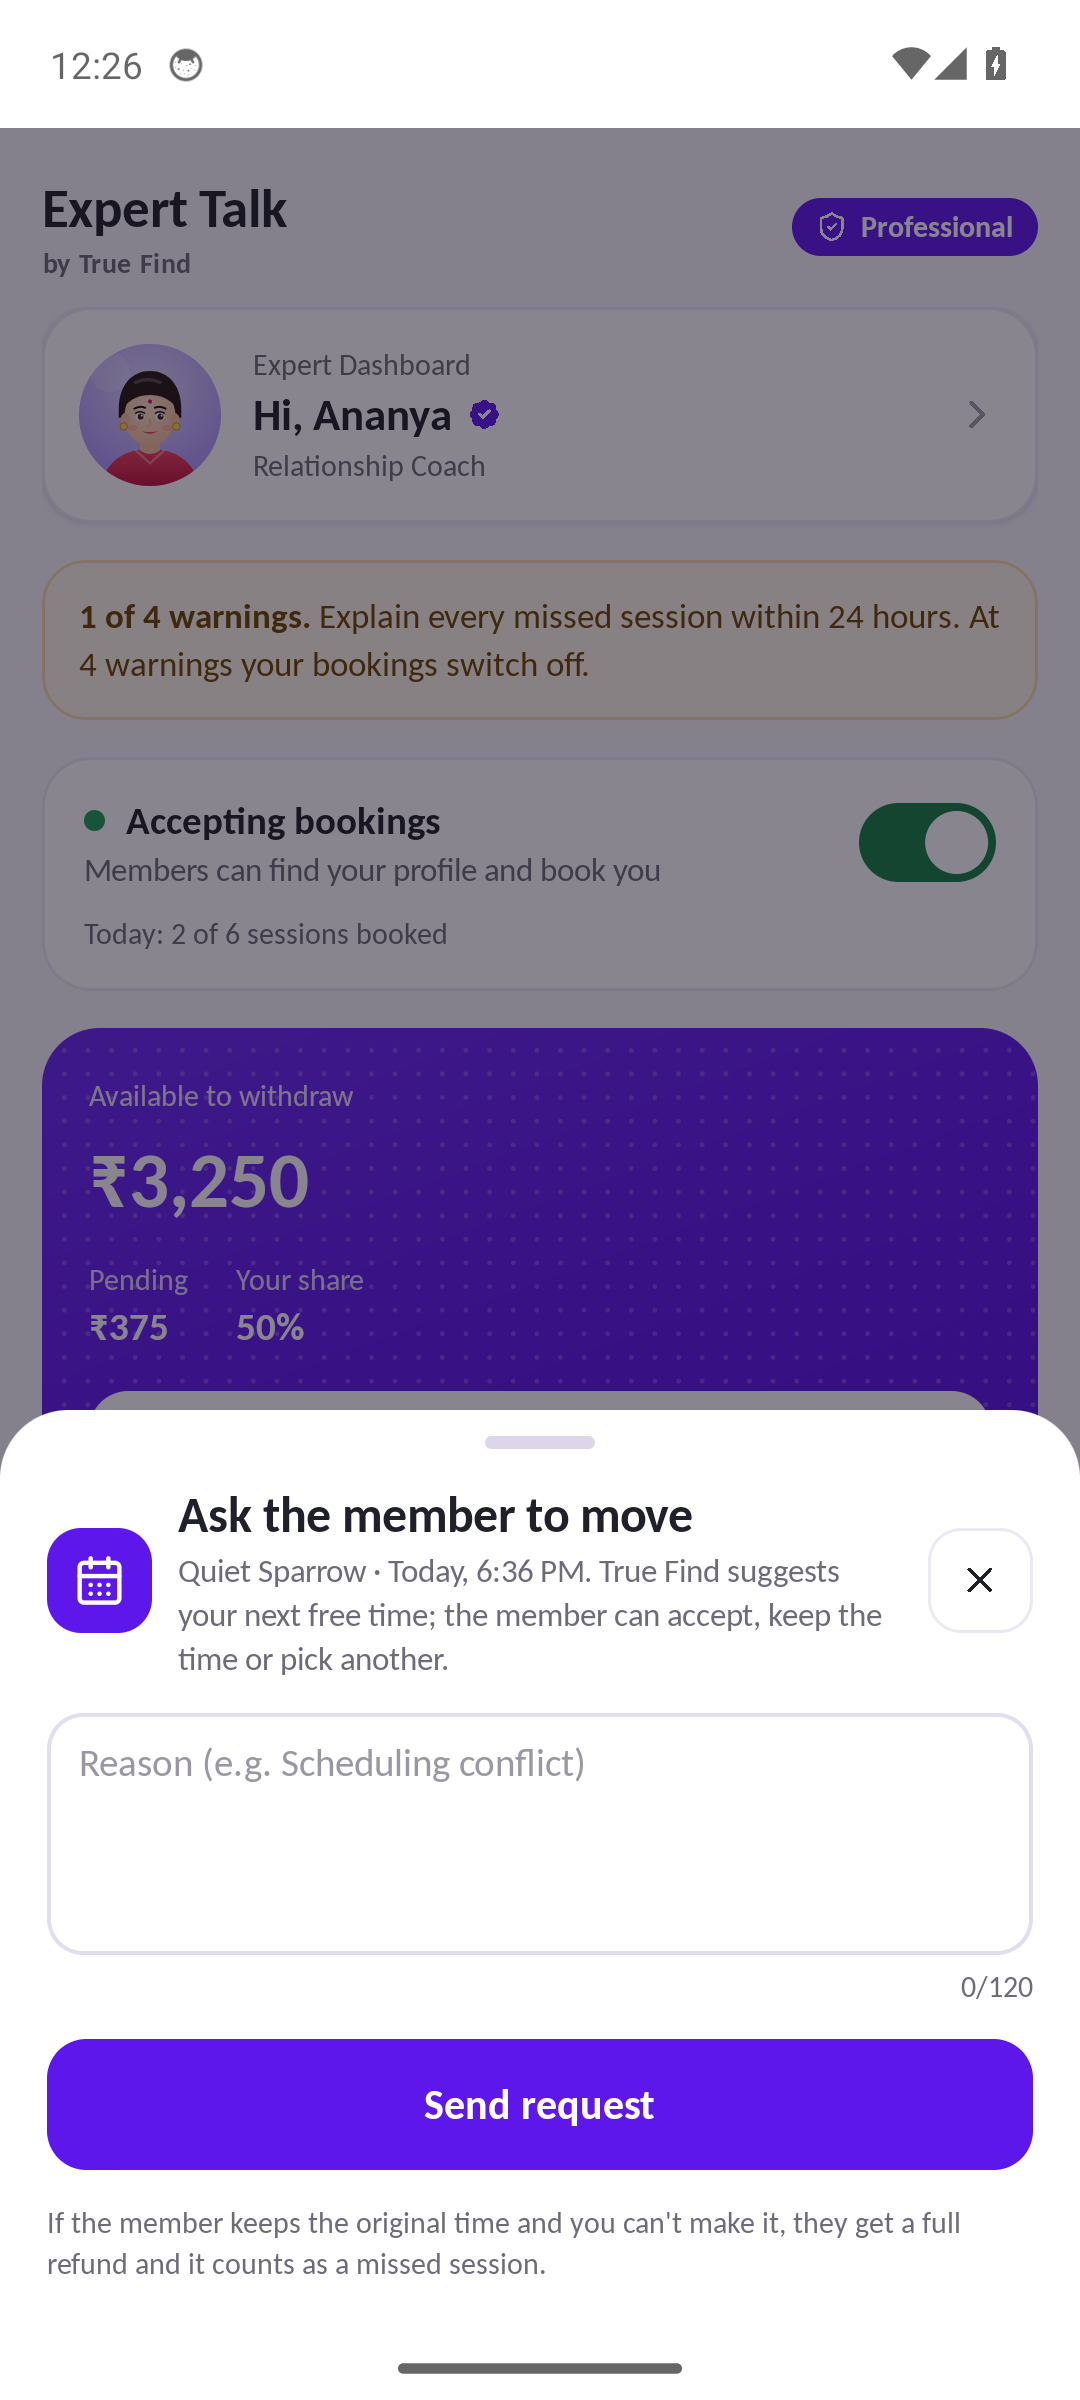 12:26
Expert Talk
by True Find
Professional
Expert Dashboard
Hi, Ananya
Relationship Coach
1 of 4 warnings. Explain every missed session within 24 hours. At
4 warnings your bookings switch off.
Accepting bookings
Members can find your profile and book you
Today: 2 of 6 sessions booked
Available to withdraw
₹3,250
Pending
Your share
₹375
50%
Ask the member to move
Quiet Sparrow · Today, 6:36 PM. True Find suggests
your next free time; the member can accept, keep the
time or pick another.
Reason (e.g. Scheduling conflict)
0/120
Send request
If the member keeps the original time and you can't make it, they get a full
refund and it counts as a missed session.